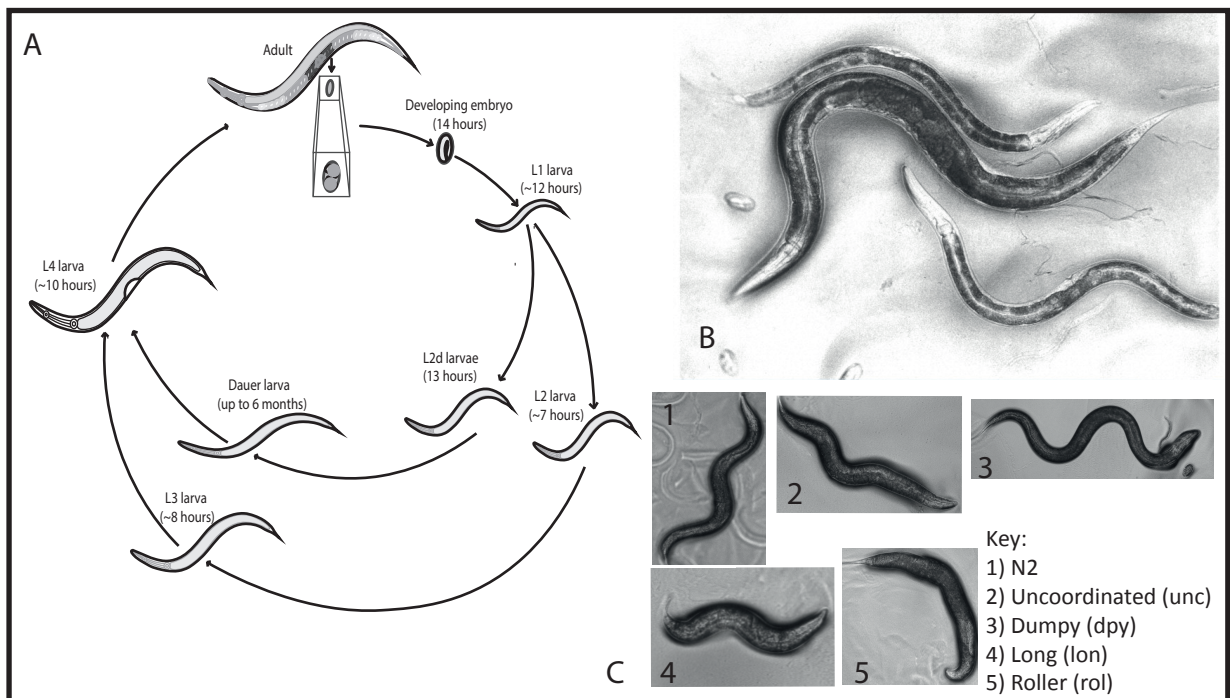 A
Adult
Developing embryo
(14 hours)
L1 larva
(~12 hours)
L4 larva
(~10 hours)
L2d larvae
(13 hours)
Dauer larva
(up to 6 months)
L2 larva
(~7 hours)
L3 larva
(~8 hours)
B
C
1
2
3
4
5
Key:
1) N2
2) Uncoordinated (unc)
3) Dumpy (dpy)
4) Long (lon)
5) Roller (rol)